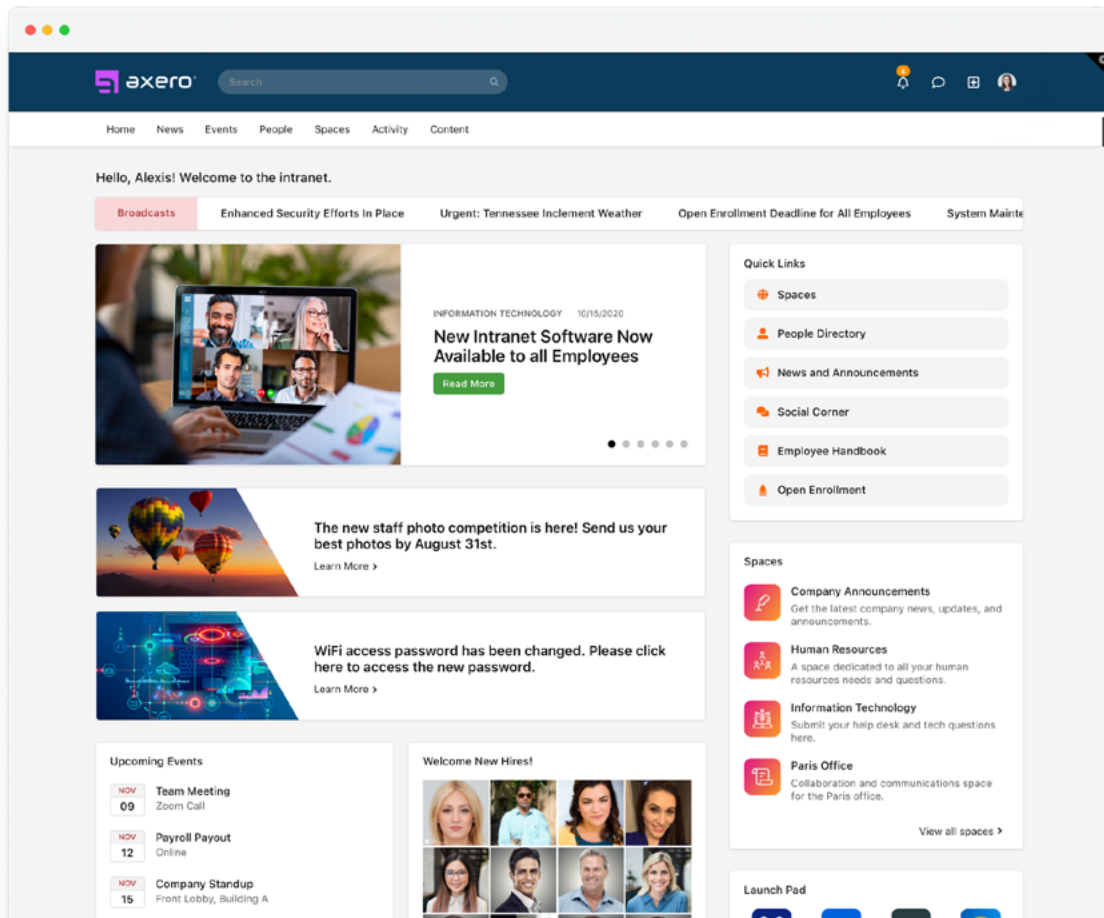 axero
Search
4
Home News Events People Spaces Activity Content
Hello, Alexis! Welcome to the intranet.
Broadcasts Enhanced Security Efforts In Place Urgent: Tennessee Inclement Weather Open Enrollment Deadline for All Employees System Mainte
INFORMATION TECHNOLOGY 10/15/2020
New Intranet Software Now
Available to all Employees
Read More
The new staff photo competition is here! Send us your
best photos by August 31st.
Learn More >
WiFi access password has been changed. Please click
here to access the new password.
Learn More >
Upcoming Events
NOV
09
Team Meeting
Zoom Call
NOV
12
Payroll Payout
Online
NOV
15
Company Standup
Front Lobby, Building A
Welcome New Hires!
Quick Links
Spaces
People Directory
News and Announcements
Social Corner
Employee Handbook
Open Enrollment
Spaces
Company Announcements
Get the latest company news, updates, and
announcements.
Human Resources
A space dedicated to all your human
resources needs and questions.
Information Technology
Submit your help desk and tech questions
here.
Paris Office
Collaboration and communications space
for the Paris office.
View all spaces >
Launch Pad